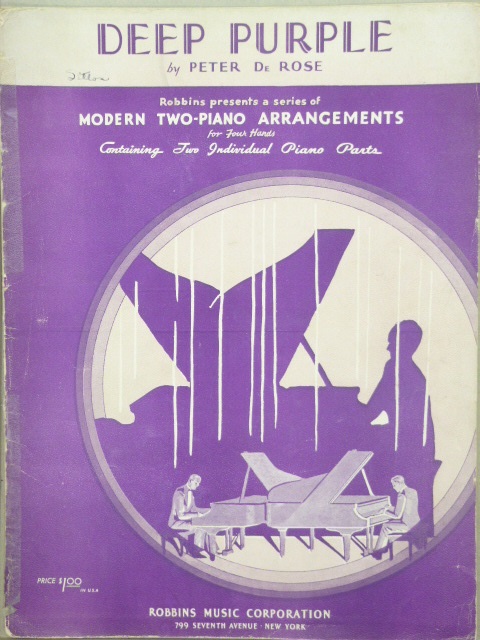 DEEP PURPLE
by PETER DE ROSE
Robbins presents a series of
MODERN TWO-PIANO ARRANGEMENTS
for Four Hands
Containing Two Individual Piano Parts
PRICE $1.00
IN U.S.A.
ROBBINS MUSIC CORPORATION
799 SEVENTH AVENUE · NEW YORK